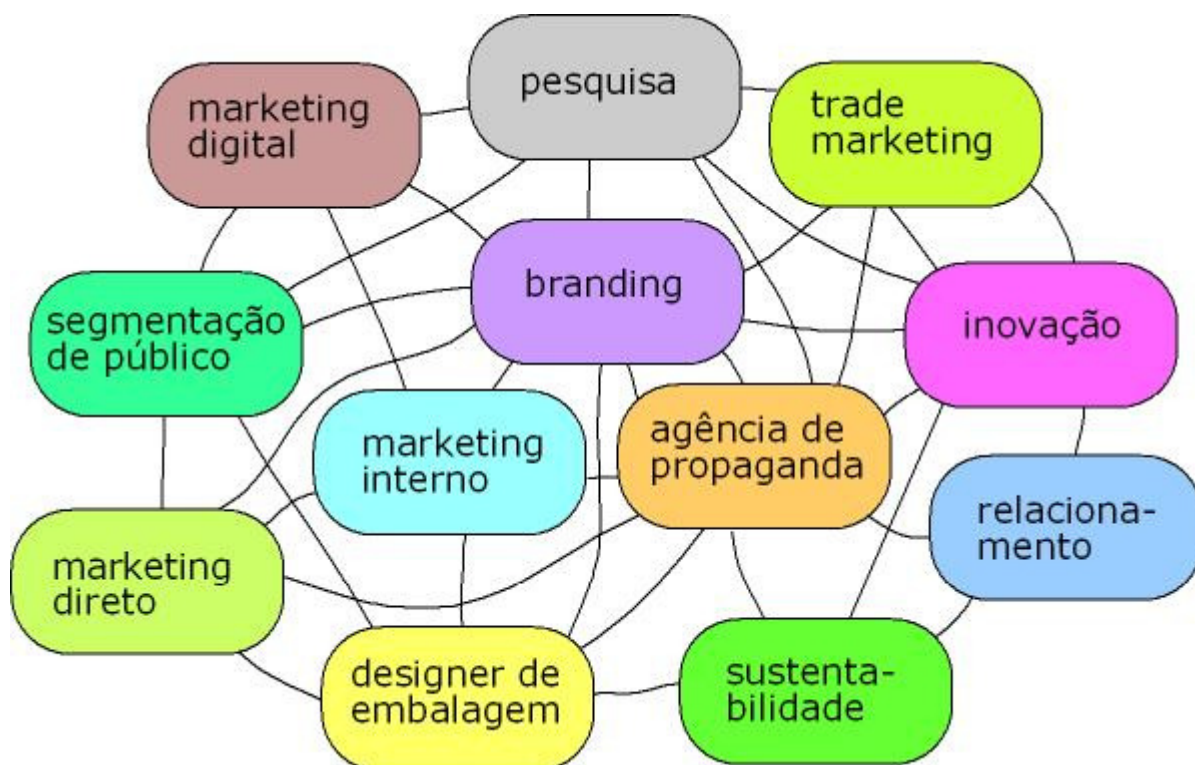 pesquisa
marketing
digital
trade
marketing
branding
segmentação
de público
inovação
marketing
interno
agência de
propaganda
relaciona-
mento
marketing
direto
designer de
embalagem
sustenta-
bilidade